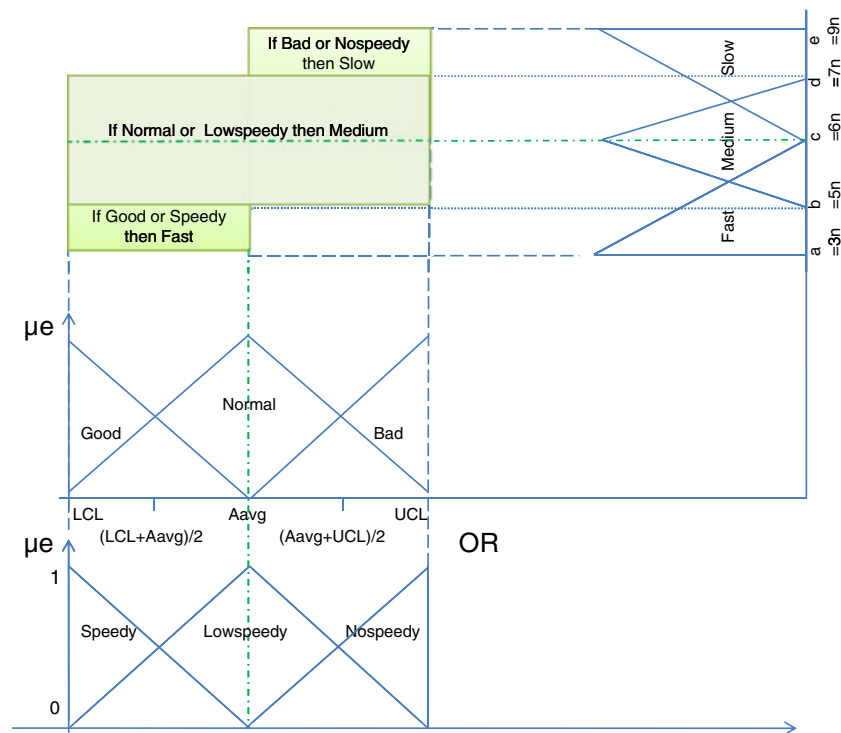 If Bad or Nospeedy
then Slow
If Normal or Lowspeedy then Medium
If Good or Speedy
then Fast
Slow
Medium
Fast
e =9n
d =7n
c =6n
b =5n
a =3n
µe
Good
Normal
Bad
LCL
Aavg
UCL
(LCL+Aavg)/2
(Aavg+UCL)/2
µe
OR
1
Speedy
Lowspeedy
Nospeedy
0